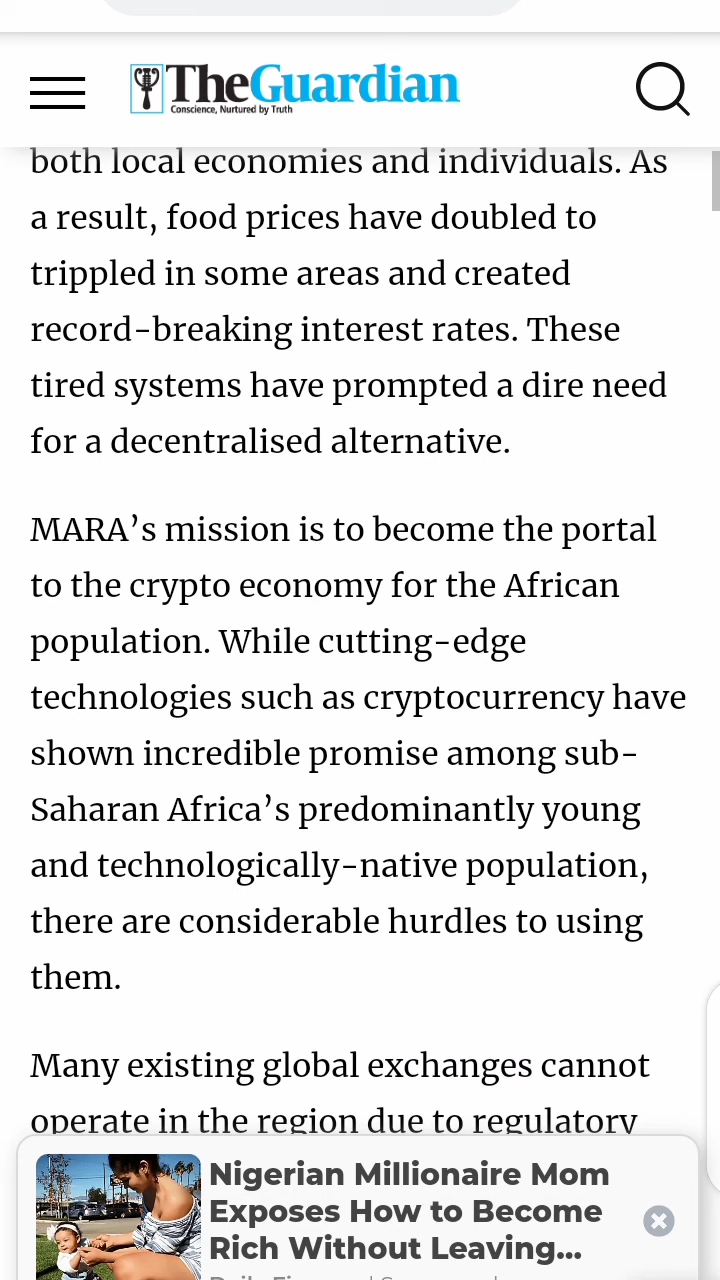 TheGuardian
Conscience, Nurtured by Truth
both local economies and individuals. As
a result, food prices have doubled to
trippled in some areas and created
record-breaking interest rates. These
tired systems have prompted a dire need
for a decentralised alternative.
MARA’s mission is to become the portal
to the crypto economy for the African
population. While cutting-edge
technologies such as cryptocurrency have
shown incredible promise among sub-
Saharan Africa’s predominantly young
and technologically-native population,
there are considerable hurdles to using
them.
Many existing global exchanges cannot
operate in the region due to regulatory
Nigerian Millionaire Mom
Exposes How to Become
Rich Without Leaving...